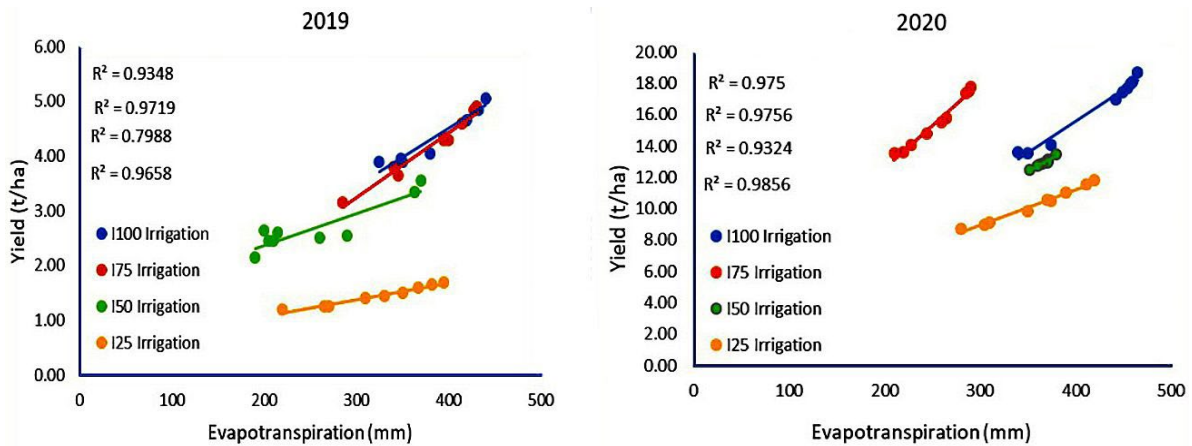 2019
6.00
5.00
4.00
3.00
2.00
1.00
0.00
Yield (t/ha)
R² = 0.9348
R² = 0.9719
R² = 0.7988
R² = 0.9658
I100 Irrigation
I75 Irrigation
I50 Irrigation
I25 Irrigation
100 200 300 400 500
Evapotranspiration (mm)
2020
20.00
18.00
16.00
14.00
12.00
10.00
8.00
6.00
4.00
2.00
0.00
Yield (t/ha)
R² = 0.975
R² = 0.9756
R² = 0.9324
R² = 0.9856
I100 Irrigation
I75 Irrigation
I50 Irrigation
I25 Irrigation
0 100 200 300 400 500
Evapotranspiration (mm)